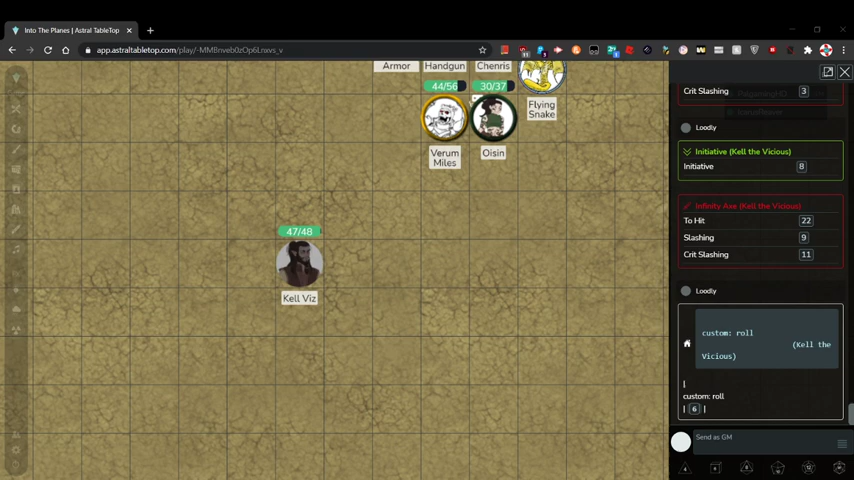 Into The Planes | Astral TableTop
app.astraltabletop.com/play/-MMBnveb0zOp6Lnxvs_v
Armor
Handgun
Chenris
44/56
30/37
Flying
Snake
Verum
Miles
Oisin
47/48
Kell Viz
Crit Slashing
3
Loodly
Initiative (Kell the Vicious)
Initiative
8
Infinity Axe (Kell the Vicious)
To Hit
22
Slashing
9
Crit Slashing
11
Loodly
custom: roll
(Kell the
Vicious)
|
custom: roll
| 6 |
Send as GM